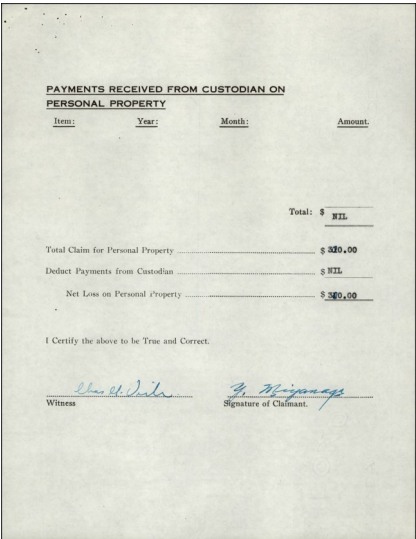 PAYMENTS RECEIVED FROM CUSTODIAN ON
PERSONAL PROPERTY
Item: Year: Month: Amount.
Total: $ NIL
Total Claim for Personal Property $
Deduct Payments from Custodian $ NIL
Net Loss on Personal Property $
I Certify the above to be True and Correct.
Y.
Witness Signature of Claimant.